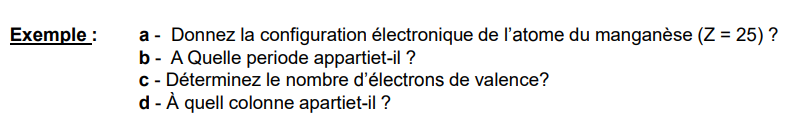 Exemple : a - Donnez la configuration électronique de l'atome du manganèse (Z = 25) ?
b - A Quelle periode appartiet-il ?
c - Déterminez le nombre d'électrons de valence?
d - À quell colonne apartiet-il ?